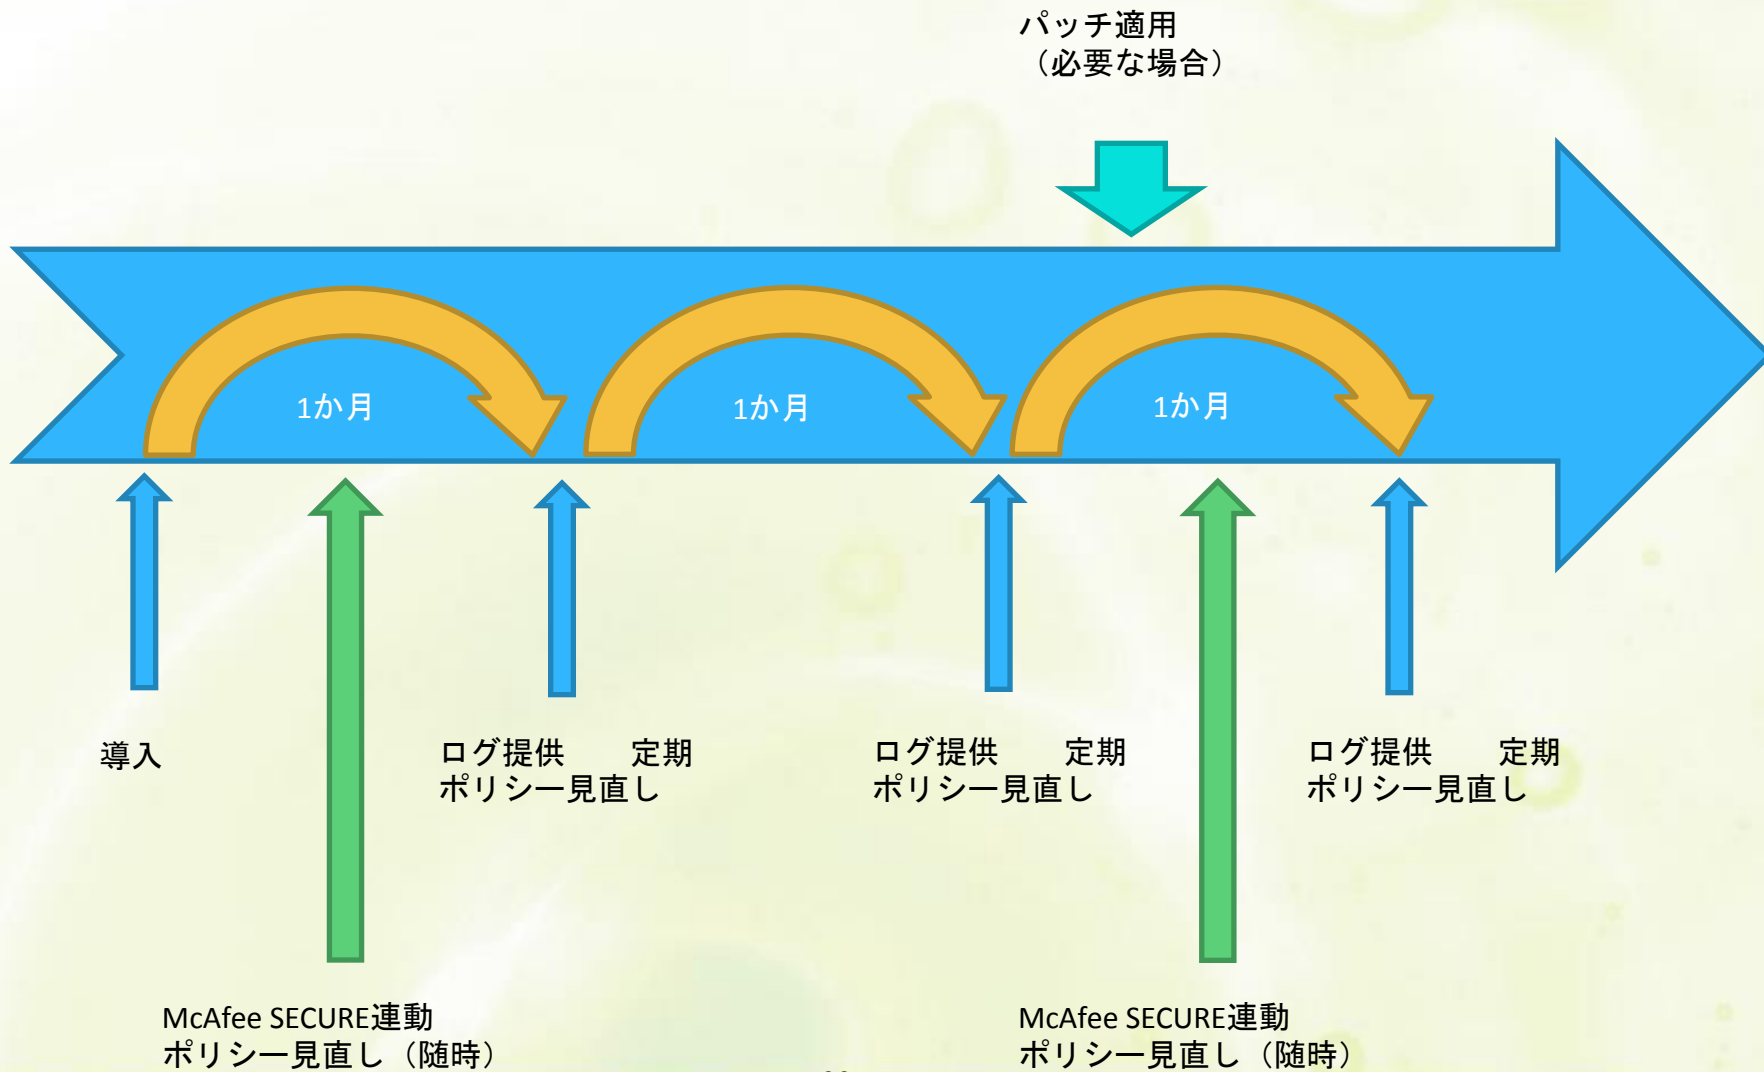 パッチ適用
（必要な場合）
1か月
1か月
1か月
導入
ログ提供　　定期
ポリシー見直し
ログ提供　　定期
ポリシー見直し
ログ提供　　定期
ポリシー見直し
McAfee SECURE連動
ポリシー見直し（随時）
McAfee SECURE連動
ポリシー見直し（随時）